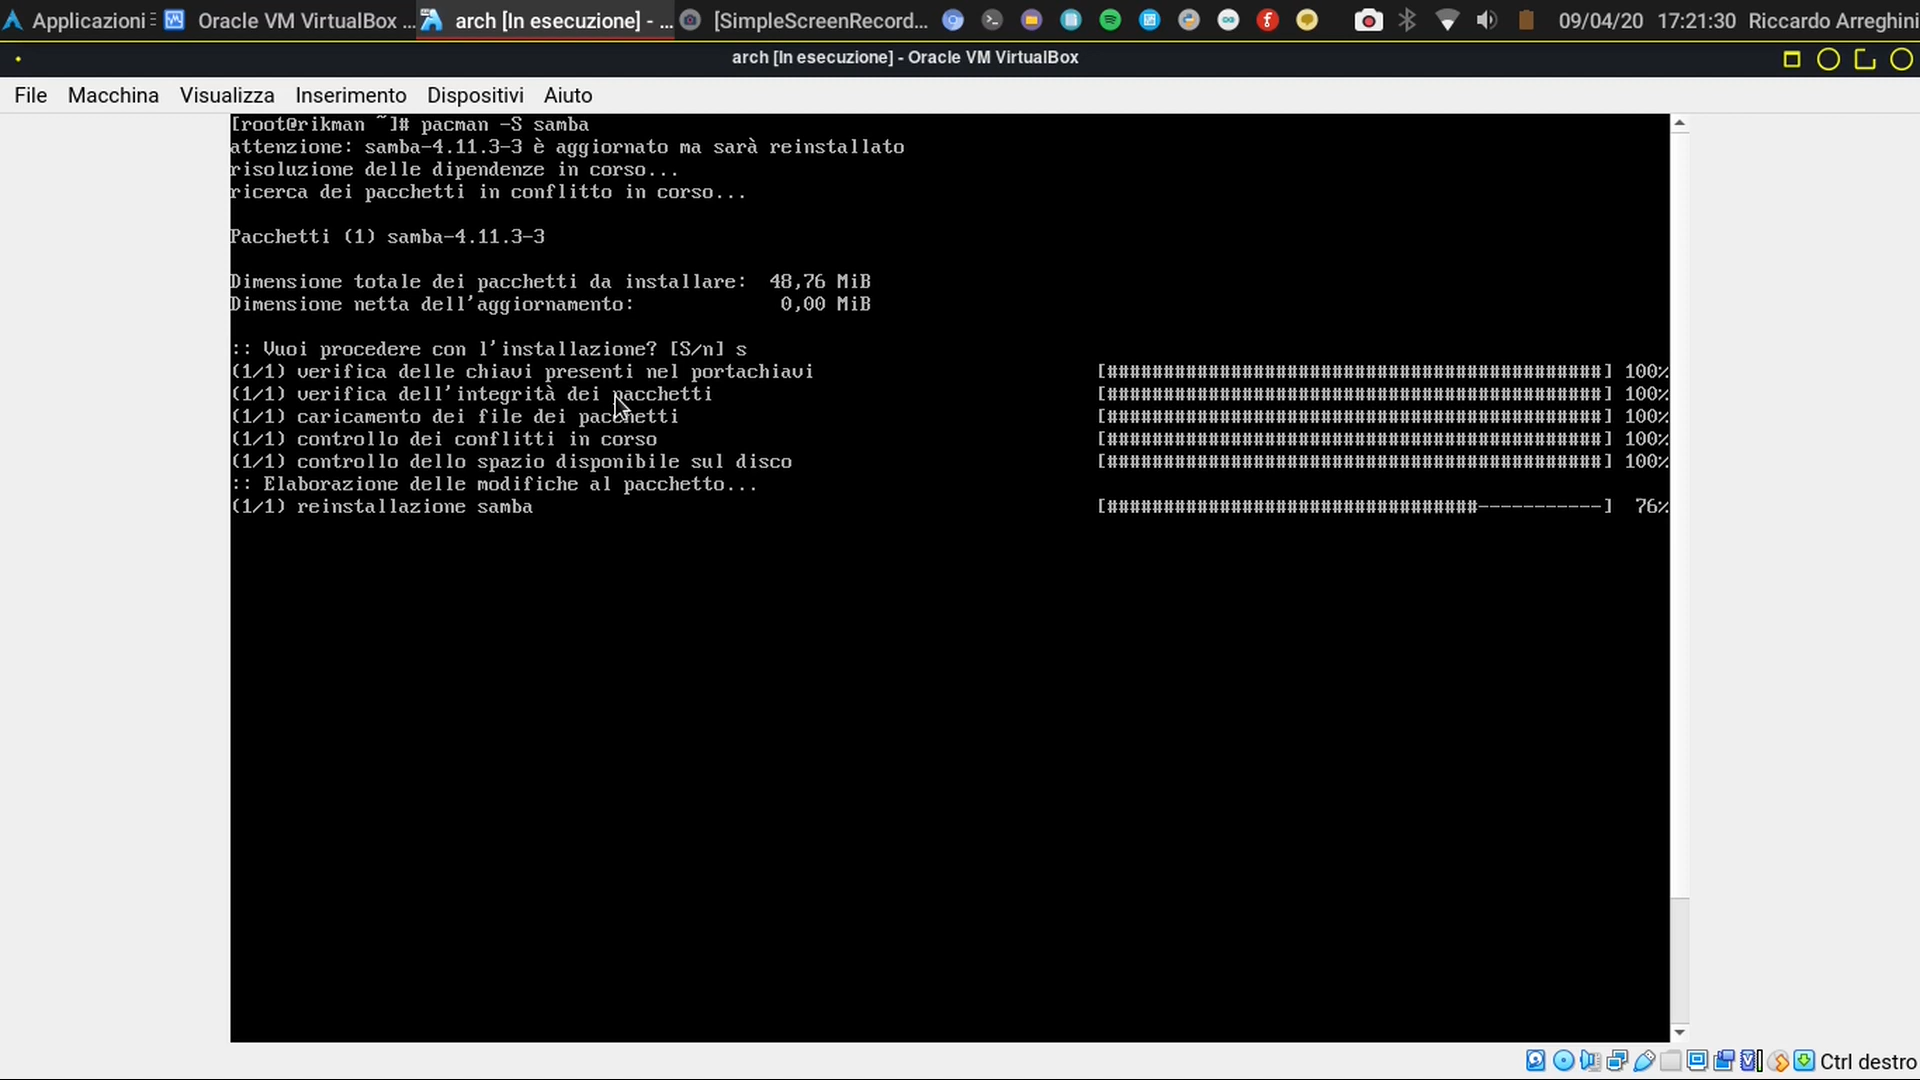 Applicazioni Oracle VM VirtualBox ... arch [In esecuzione] - ... [SimpleScreenRecord... 09/04/20 17:21:30 Riccardo Arreghini
arch [In esecuzione] - Oracle VM VirtualBox
File Macchina Visualizza Inserimento Dispositivi Aiuto
[root@rikman ~]# pacman -S samba
attenzione: samba-4.11.3-3 è aggiornato ma sarà reinstallato
risoluzione delle dipendenze in corso...
ricerca dei pacchetti in conflitto in corso...
Pacchetti (1) samba-4.11.3-3
Dimensione totale dei pacchetti da installare: 48,76 MiB
Dimensione netta dell'aggiornamento: 0,00 MiB
:: Vuoi procedere con l'installazione? [S/n] s
(1/1) verifica delle chiavi presenti nel portachiavi [############################################] 100%
(1/1) verifica dell'integrità dei pacchetti [############################################] 100%
(1/1) caricamento dei file dei pacchetti [############################################] 100%
(1/1) controllo dei conflitti in corso [############################################] 100%
(1/1) controllo dello spazio disponibile sul disco [############################################] 100%
:: Elaborazione delle modifiche al pacchetto...
(1/1) reinstallazione samba [#################################-----------] 76%
Ctrl destro